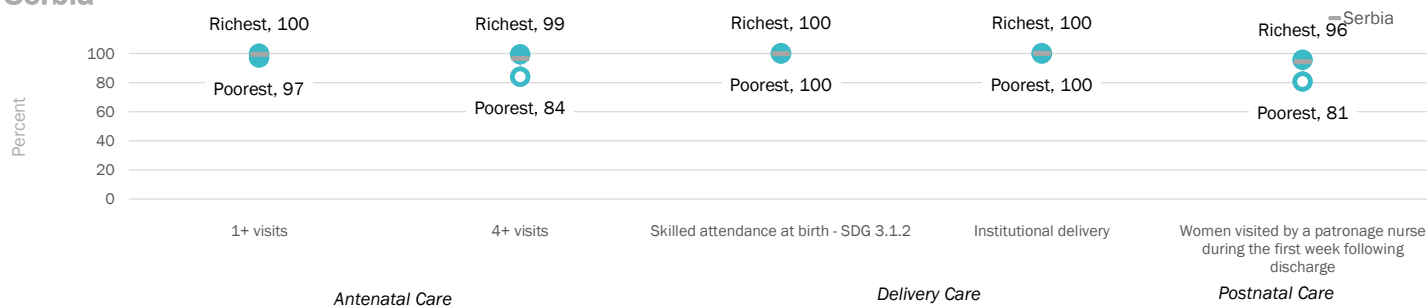 Serbia
Richest, 100
Richest, 99
Richest, 100
Richest, 100
Richest, 96
Serbia
Poorest, 97
Poorest, 84
Poorest, 100
Poorest, 100
Poorest, 81
Percent
100
80
60
40
20
0
1+ visits
4+ visits
Skilled attendance at birth - SDG 3.1.2
Institutional delivery
Women visited by a patronage nurse
during the first week following
discharge
Antenatal Care
Delivery Care
Postnatal Care